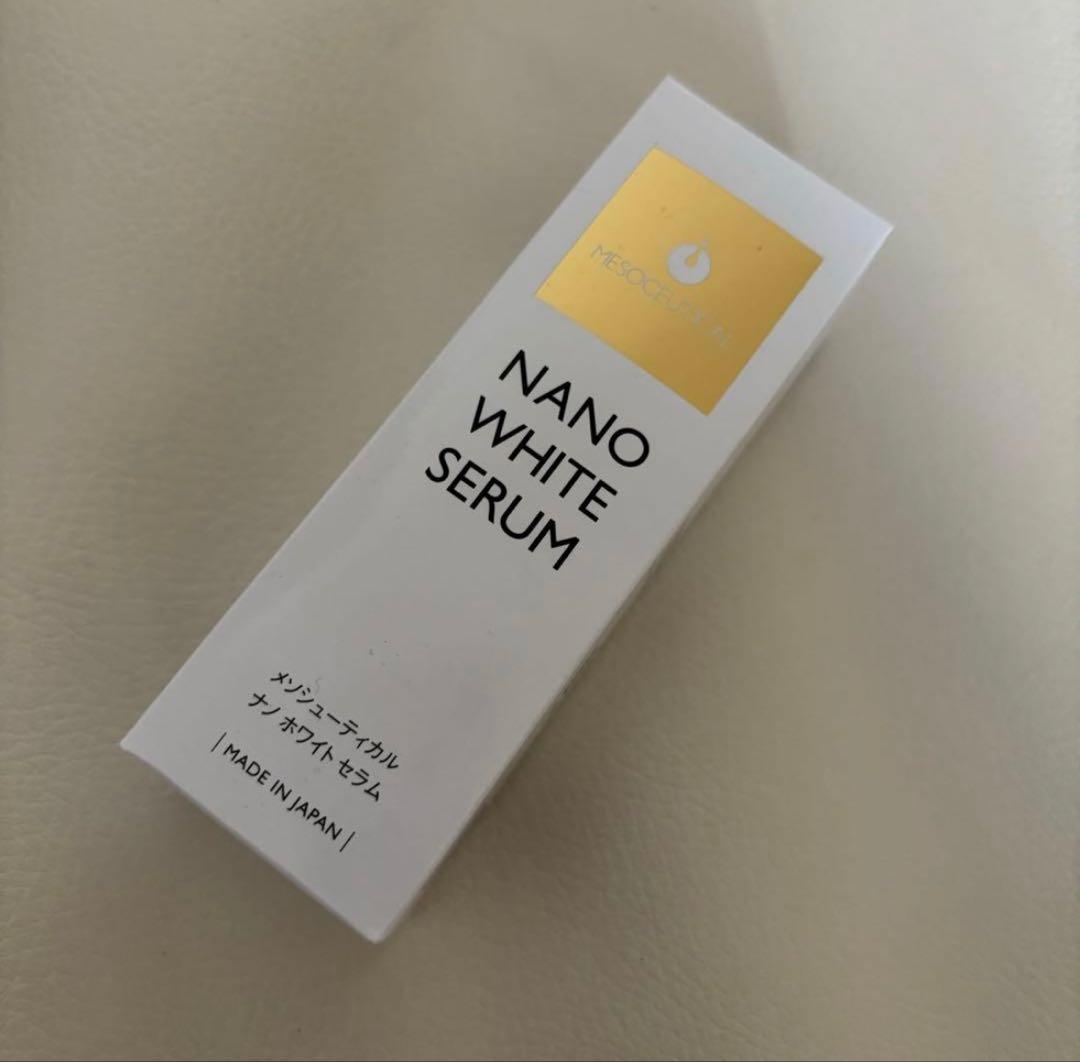 MESOCEUTICAL
NANO
WHITE
SERUM
メソシューティカル
ナノ ホワイト セラム
| MADE IN JAPAN |